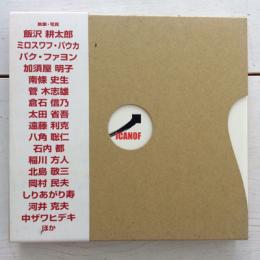 執筆・写真
飯沢 耕太郎
ミロスワフ・バウカ
パク・ファヨン
加須屋 明子
南條 史生
菅 木志雄
倉石 信乃
太田 省吾
遠藤 利克
八角 聡仁
石内 都
稲川 方人
北島 敬三
岡村 民夫
しりあがり寿
河井 克夫
中ザワヒデキ
ほか
ICANOF